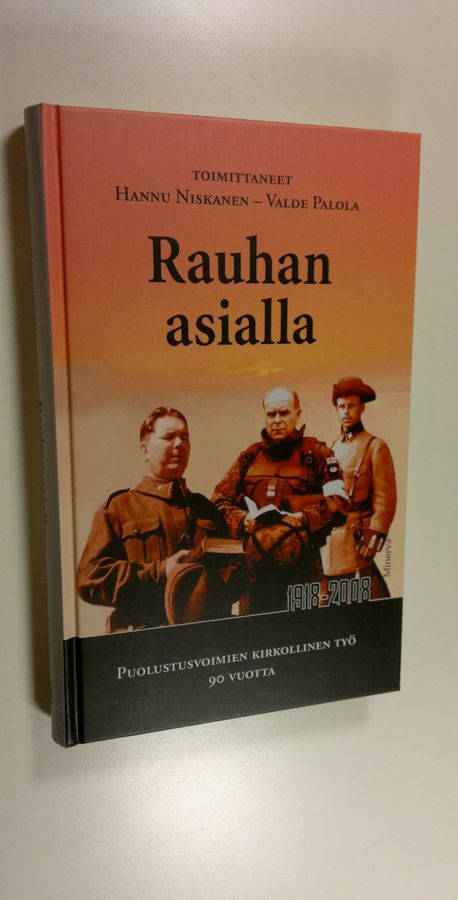 TOIMITTANEET
HANNU NISKANEN – VALDE PALOLA
Rauhan
asialla
Minerva
1918-2008
PUOLUSTUSVOIMIEN KIRKOLLINEN TYÖ
90 VUOTTA